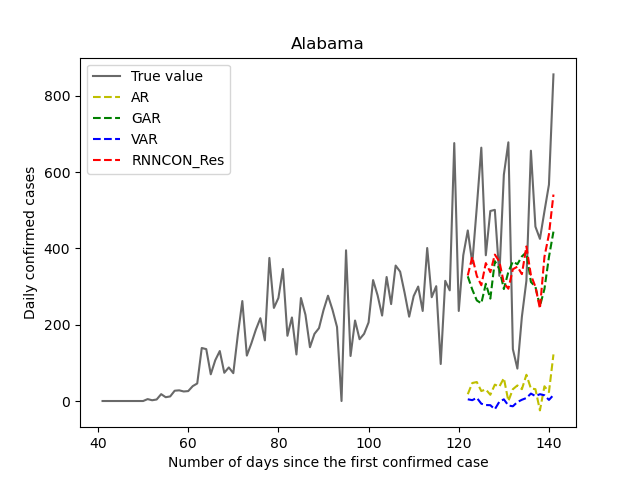 Alabama
True value
AR
GAR
VAR
RNNCON_Res
800
600
400
200
0
Daily confirmed cases
40 60 80 100 120 140
Number of days since the first confirmed case